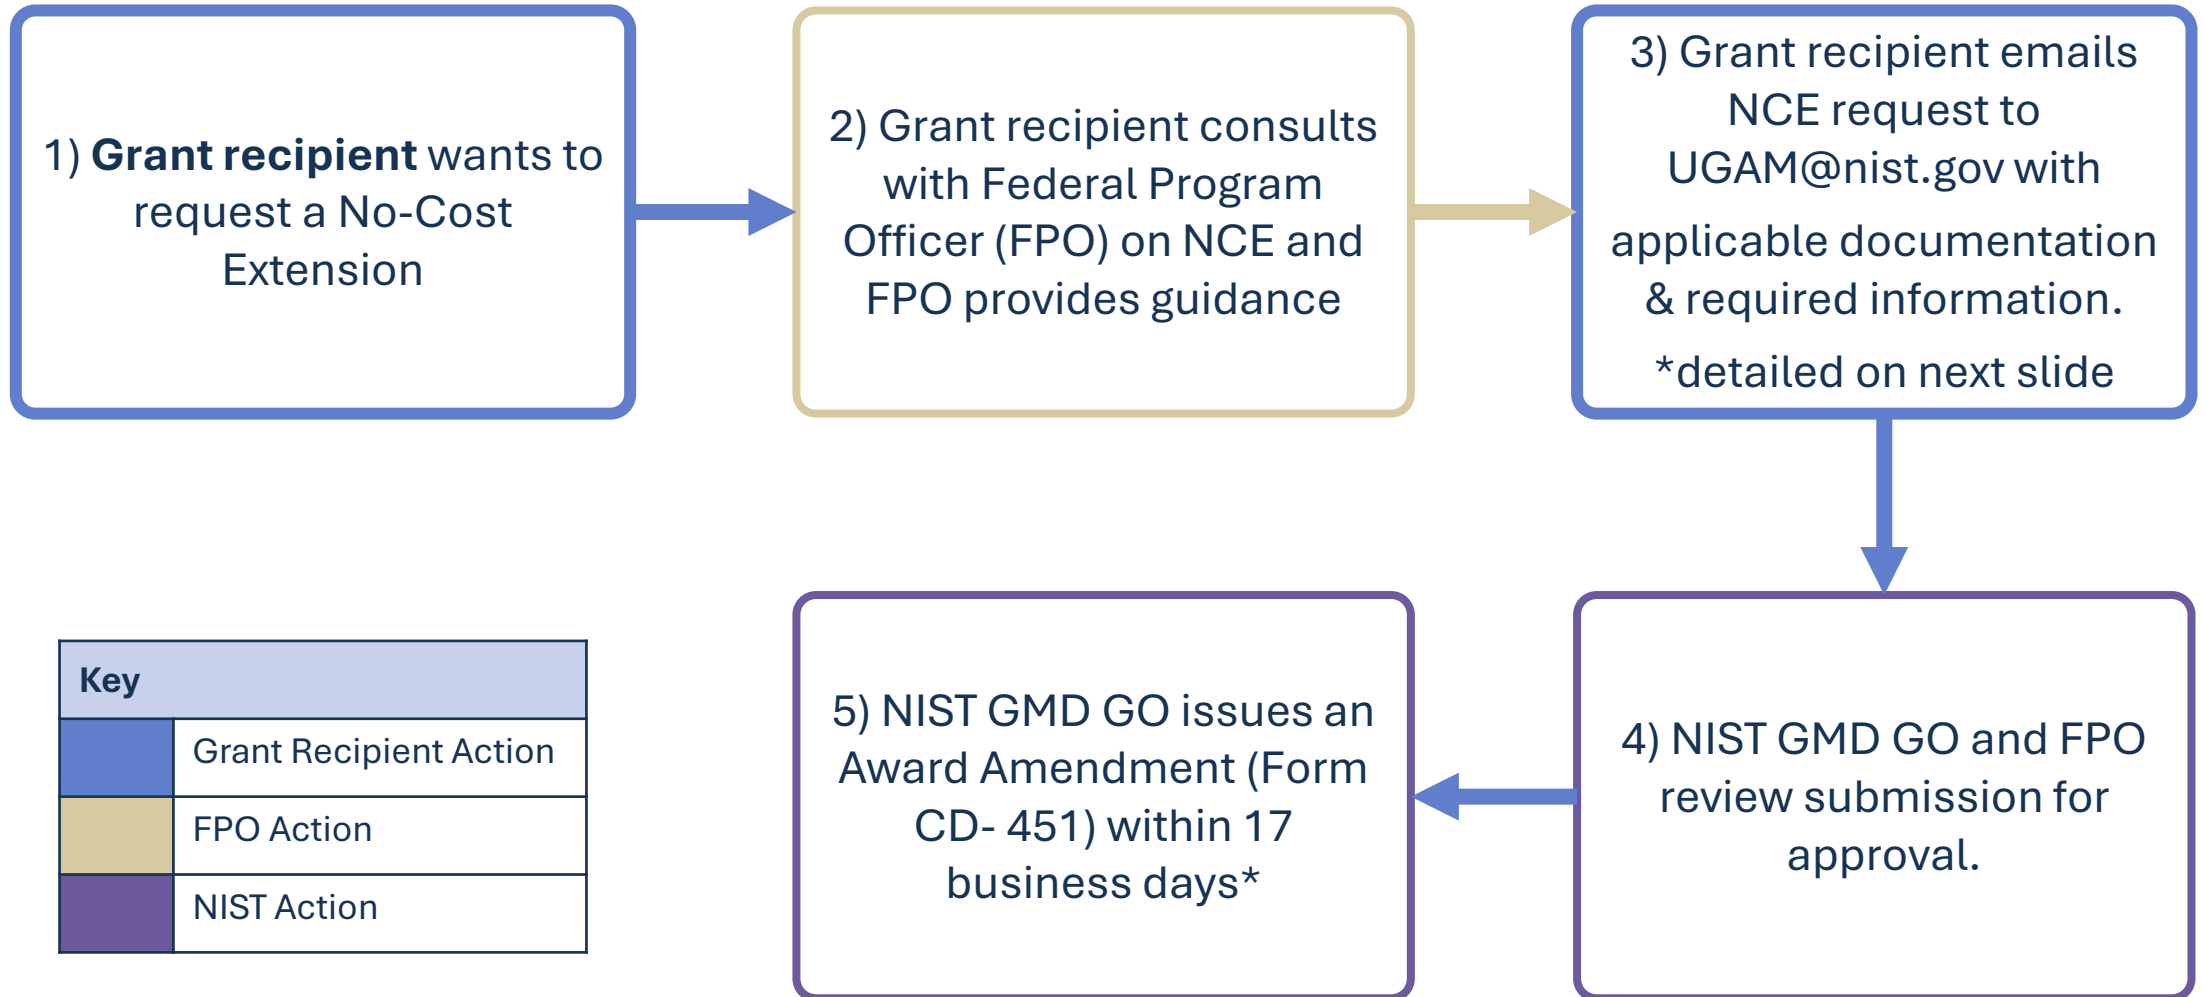 1) Grant recipient wants to
request a No-Cost
Extension
2) Grant recipient consults
with Federal Program
Officer (FPO) on NCE and
FPO provides guidance
3) Grant recipient emails
NCE request to
UGAM@nist.gov with
applicable documentation
& required information.
*detailed on next slide
4) NIST GMD GO and FPO
review submission for
approval.
5) NIST GMD GO issues an
Award Amendment (Form
CD- 451) within 17
business days*
Key
Grant Recipient Action
FPO Action
NIST Action